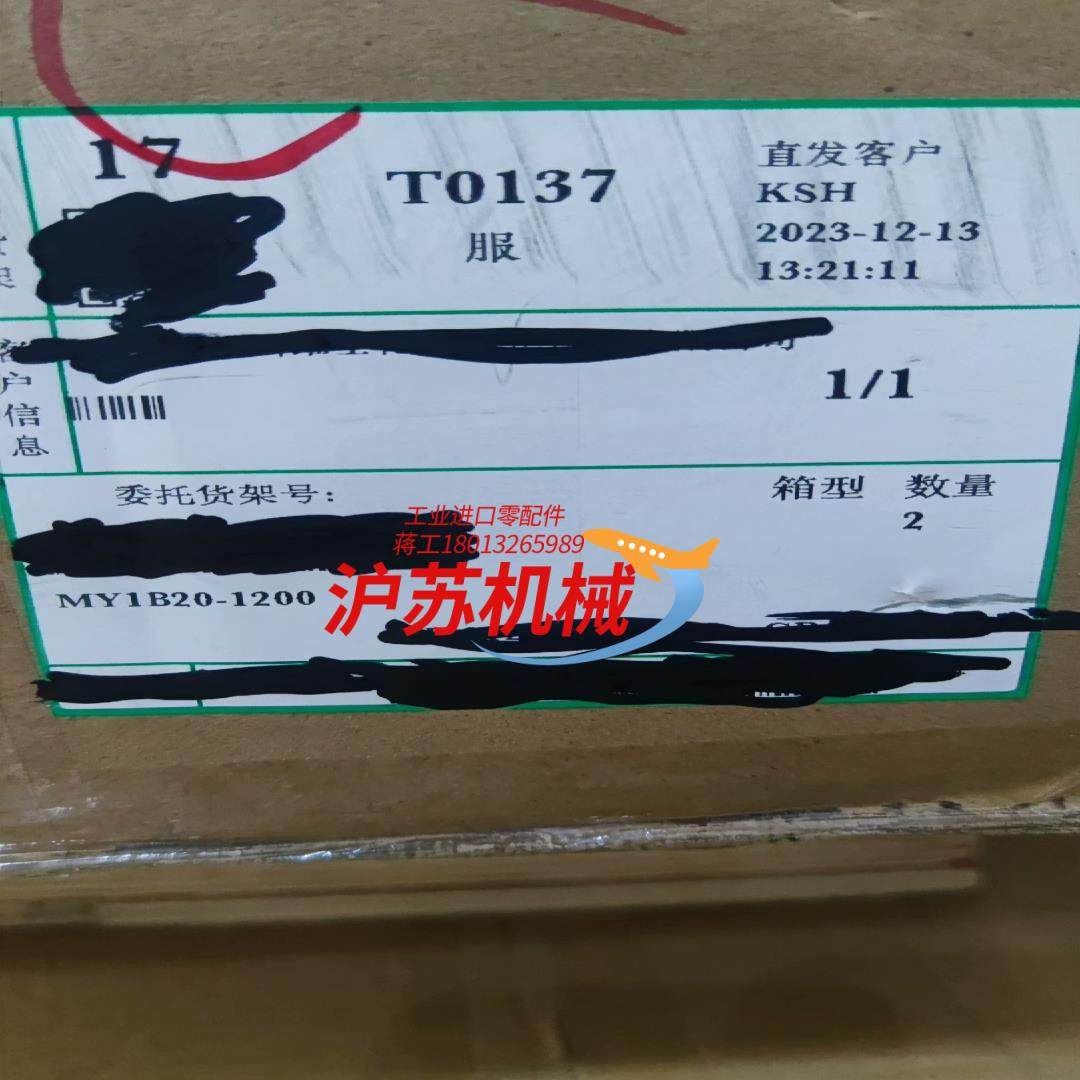 17
T0137
服
直发客户
KSH
2023-12-13
13:21:11
客户信息
1/1
委托货架号:
箱型 数量
2
工业进口零配件
蒋工18013265989
沪苏机械
MY1B20-1200